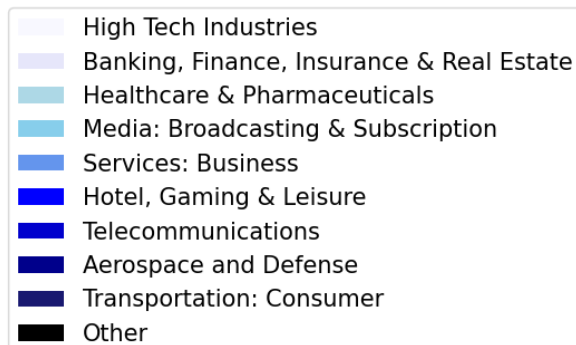 High Tech Industries
Banking, Finance, Insurance & Real Estate
Healthcare & Pharmaceuticals
Media: Broadcasting & Subscription
Services: Business
Hotel, Gaming & Leisure
Telecommunications
Aerospace and Defense
Transportation: Consumer
Other